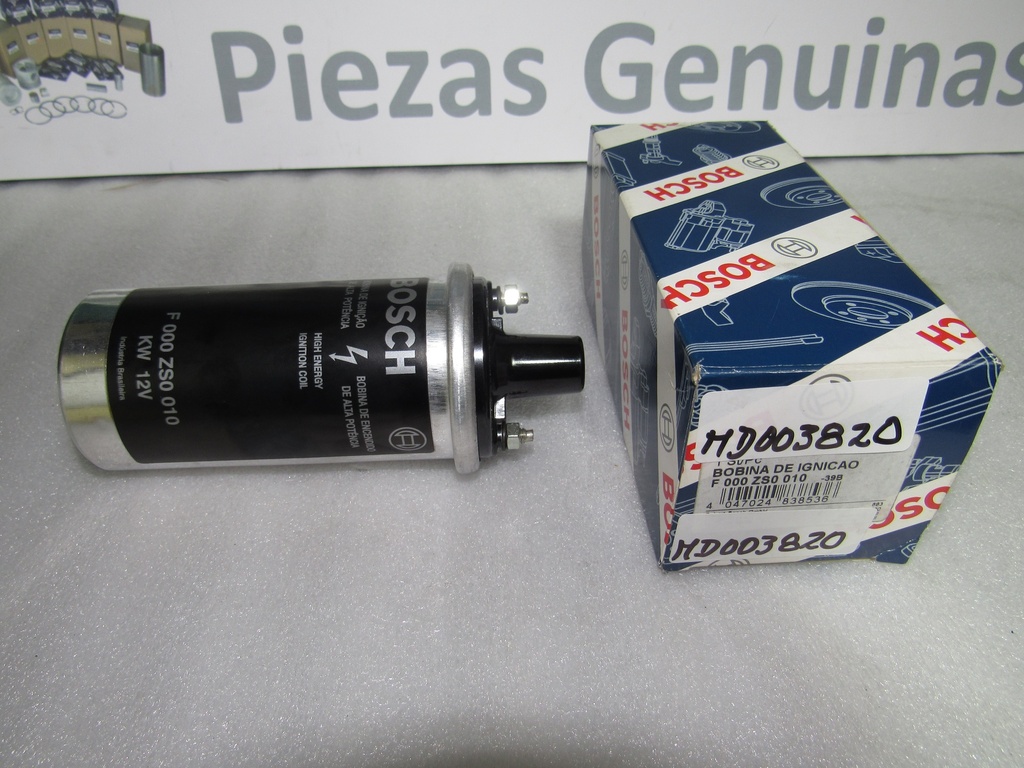 Piezas Genuinas
BOSCH
BOBINA DE IGNIÇÃO
ALTA POTÊNCIA
HIGH ENERGY
IGNITION COIL
BOBINA DE ENCENDIDO
DE ALTA POTÊNCIA
F 000 ZS0 010
KW 12V
Indústria Brasileira
BOSCH
BOSCH
BOSCH
BOSCH
MD003820
BOBINA DE IGNICAO
F 000 ZS0 010 -39B
4 047024 838536
MD003820